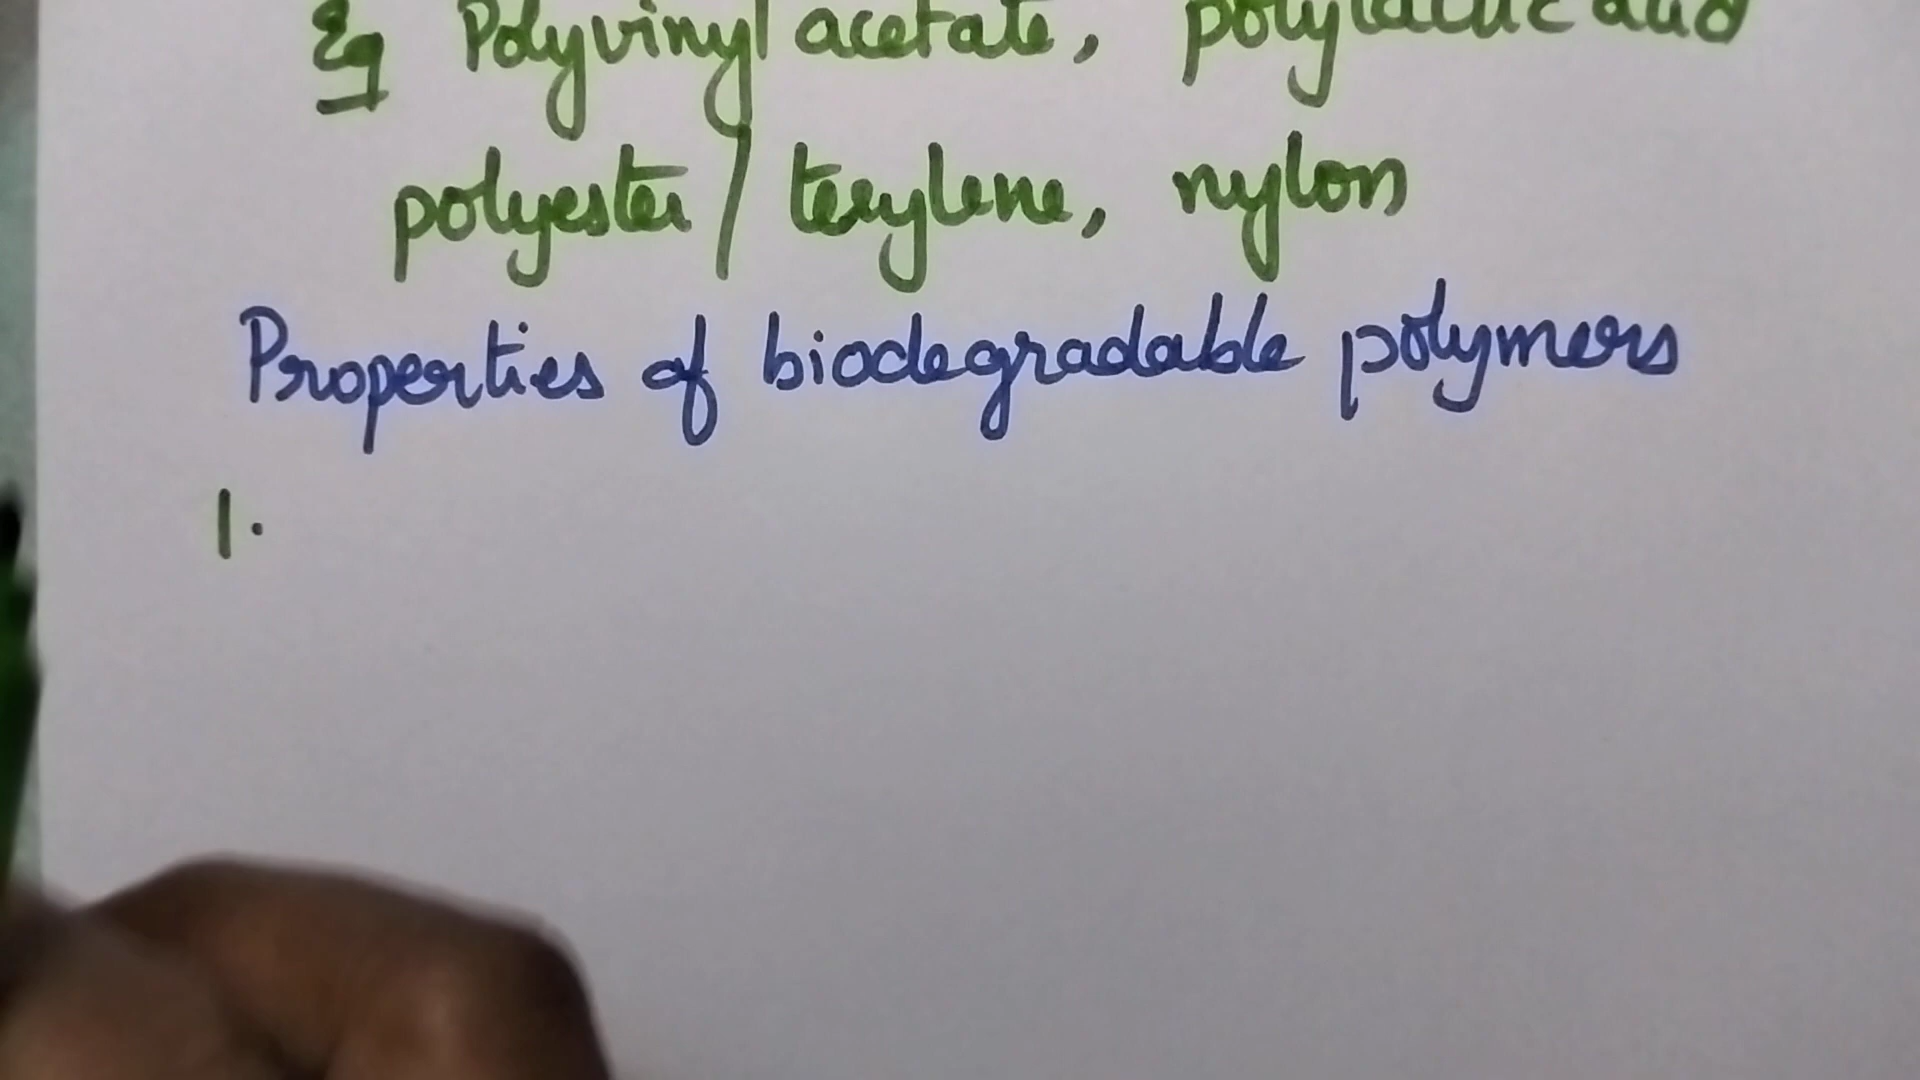 Eg Polyvinyl acetate, polylactic acid
polyester / terylene, nylon
Properties of biodegradable polymers
1.